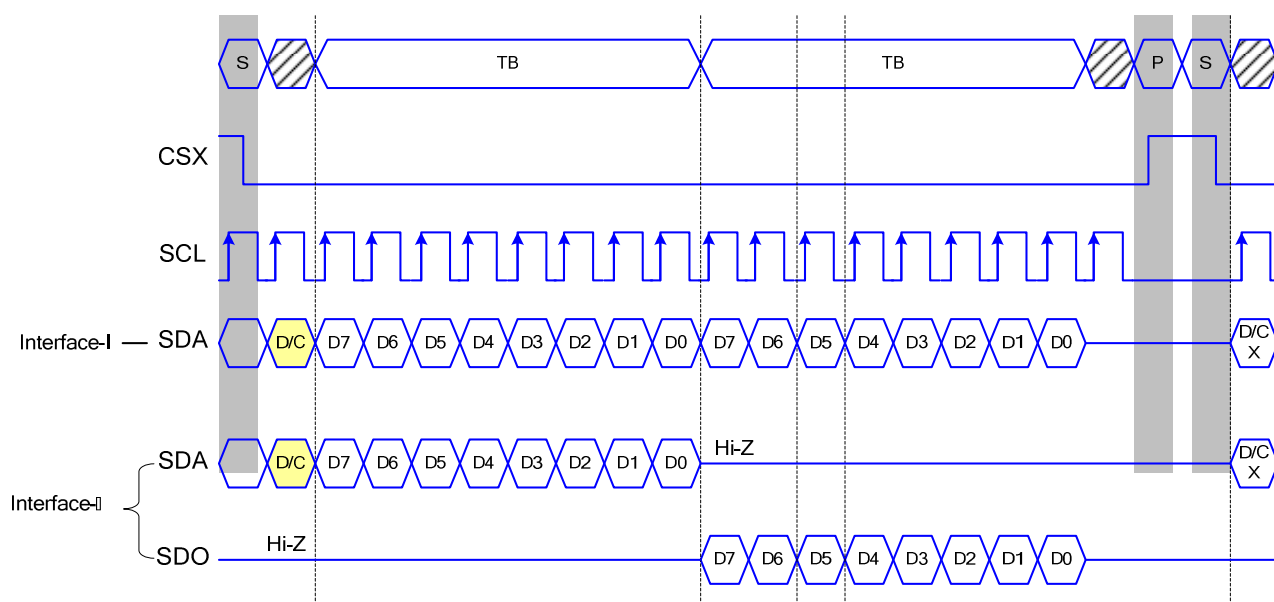 S TB TB P S
CSX
SCL
Interface-I SDA D/C D7 D6 D5 D4 D3 D2 D1 D0 D7 D6 D5 D4 D3 D2 D1 D0 D/C
X
SDA D/C D7 D6 D5 D4 D3 D2 D1 D0 Hi-Z D/C
X
Interface-▯
SDO Hi-Z D7 D6 D5 D4 D3 D2 D1 D0